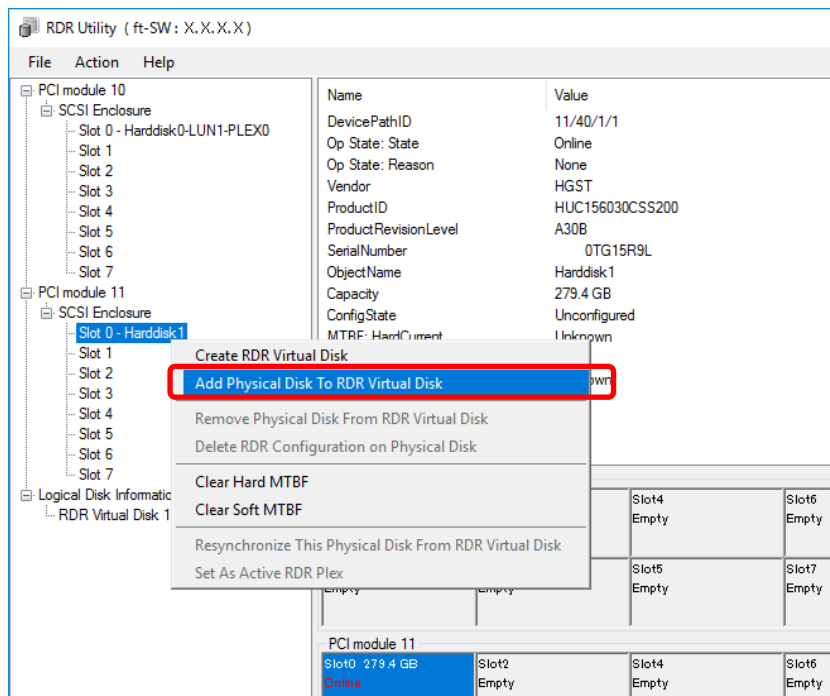 RDR Utility ( ft-SW : X.X.X.X )
File Action Help
PCI module 10
SCSI Enclosure
Slot 0 - Harddisk0-LUN1-PLEX0
Slot 1
Slot 2
Slot 3
Slot 4
Slot 5
Slot 6
Slot 7
PCI module 11
SCSI Enclosure
Slot 0 - Harddisk1
Slot 1
Slot 2
Slot 3
Slot 4
Slot 5
Slot 6
Slot 7
Logical Disk Informatio
RDR Virtual Disk 1
Name Value
DevicePathID 11/40/1/1
Op State: State Online
Op State: Reason None
Vendor HGST
ProductID HUC156030CSS200
ProductRevisionLevel A30B
SerialNumber 0TG15R9L
ObjectName Harddisk1
Capacity 279.4 GB
ConfigState Unconfigured
MTBF: HardCurrent Unknown
own
Create RDR Virtual Disk
Add Physical Disk To RDR Virtual Disk
Remove Physical Disk From RDR Virtual Disk
Delete RDR Configuration on Physical Disk
Clear Hard MTBF
Clear Soft MTBF
Resynchronize This Physical Disk From RDR Virtual Disk
Set As Active RDR Plex
Slot4 Slot6
Empty Empty
Slot5 Slot7
Empty Empty Empty Empty
PCI module 11
Slot0 279.4 GB Slot2 Slot4 Slot6
Online Empty Empty Empty